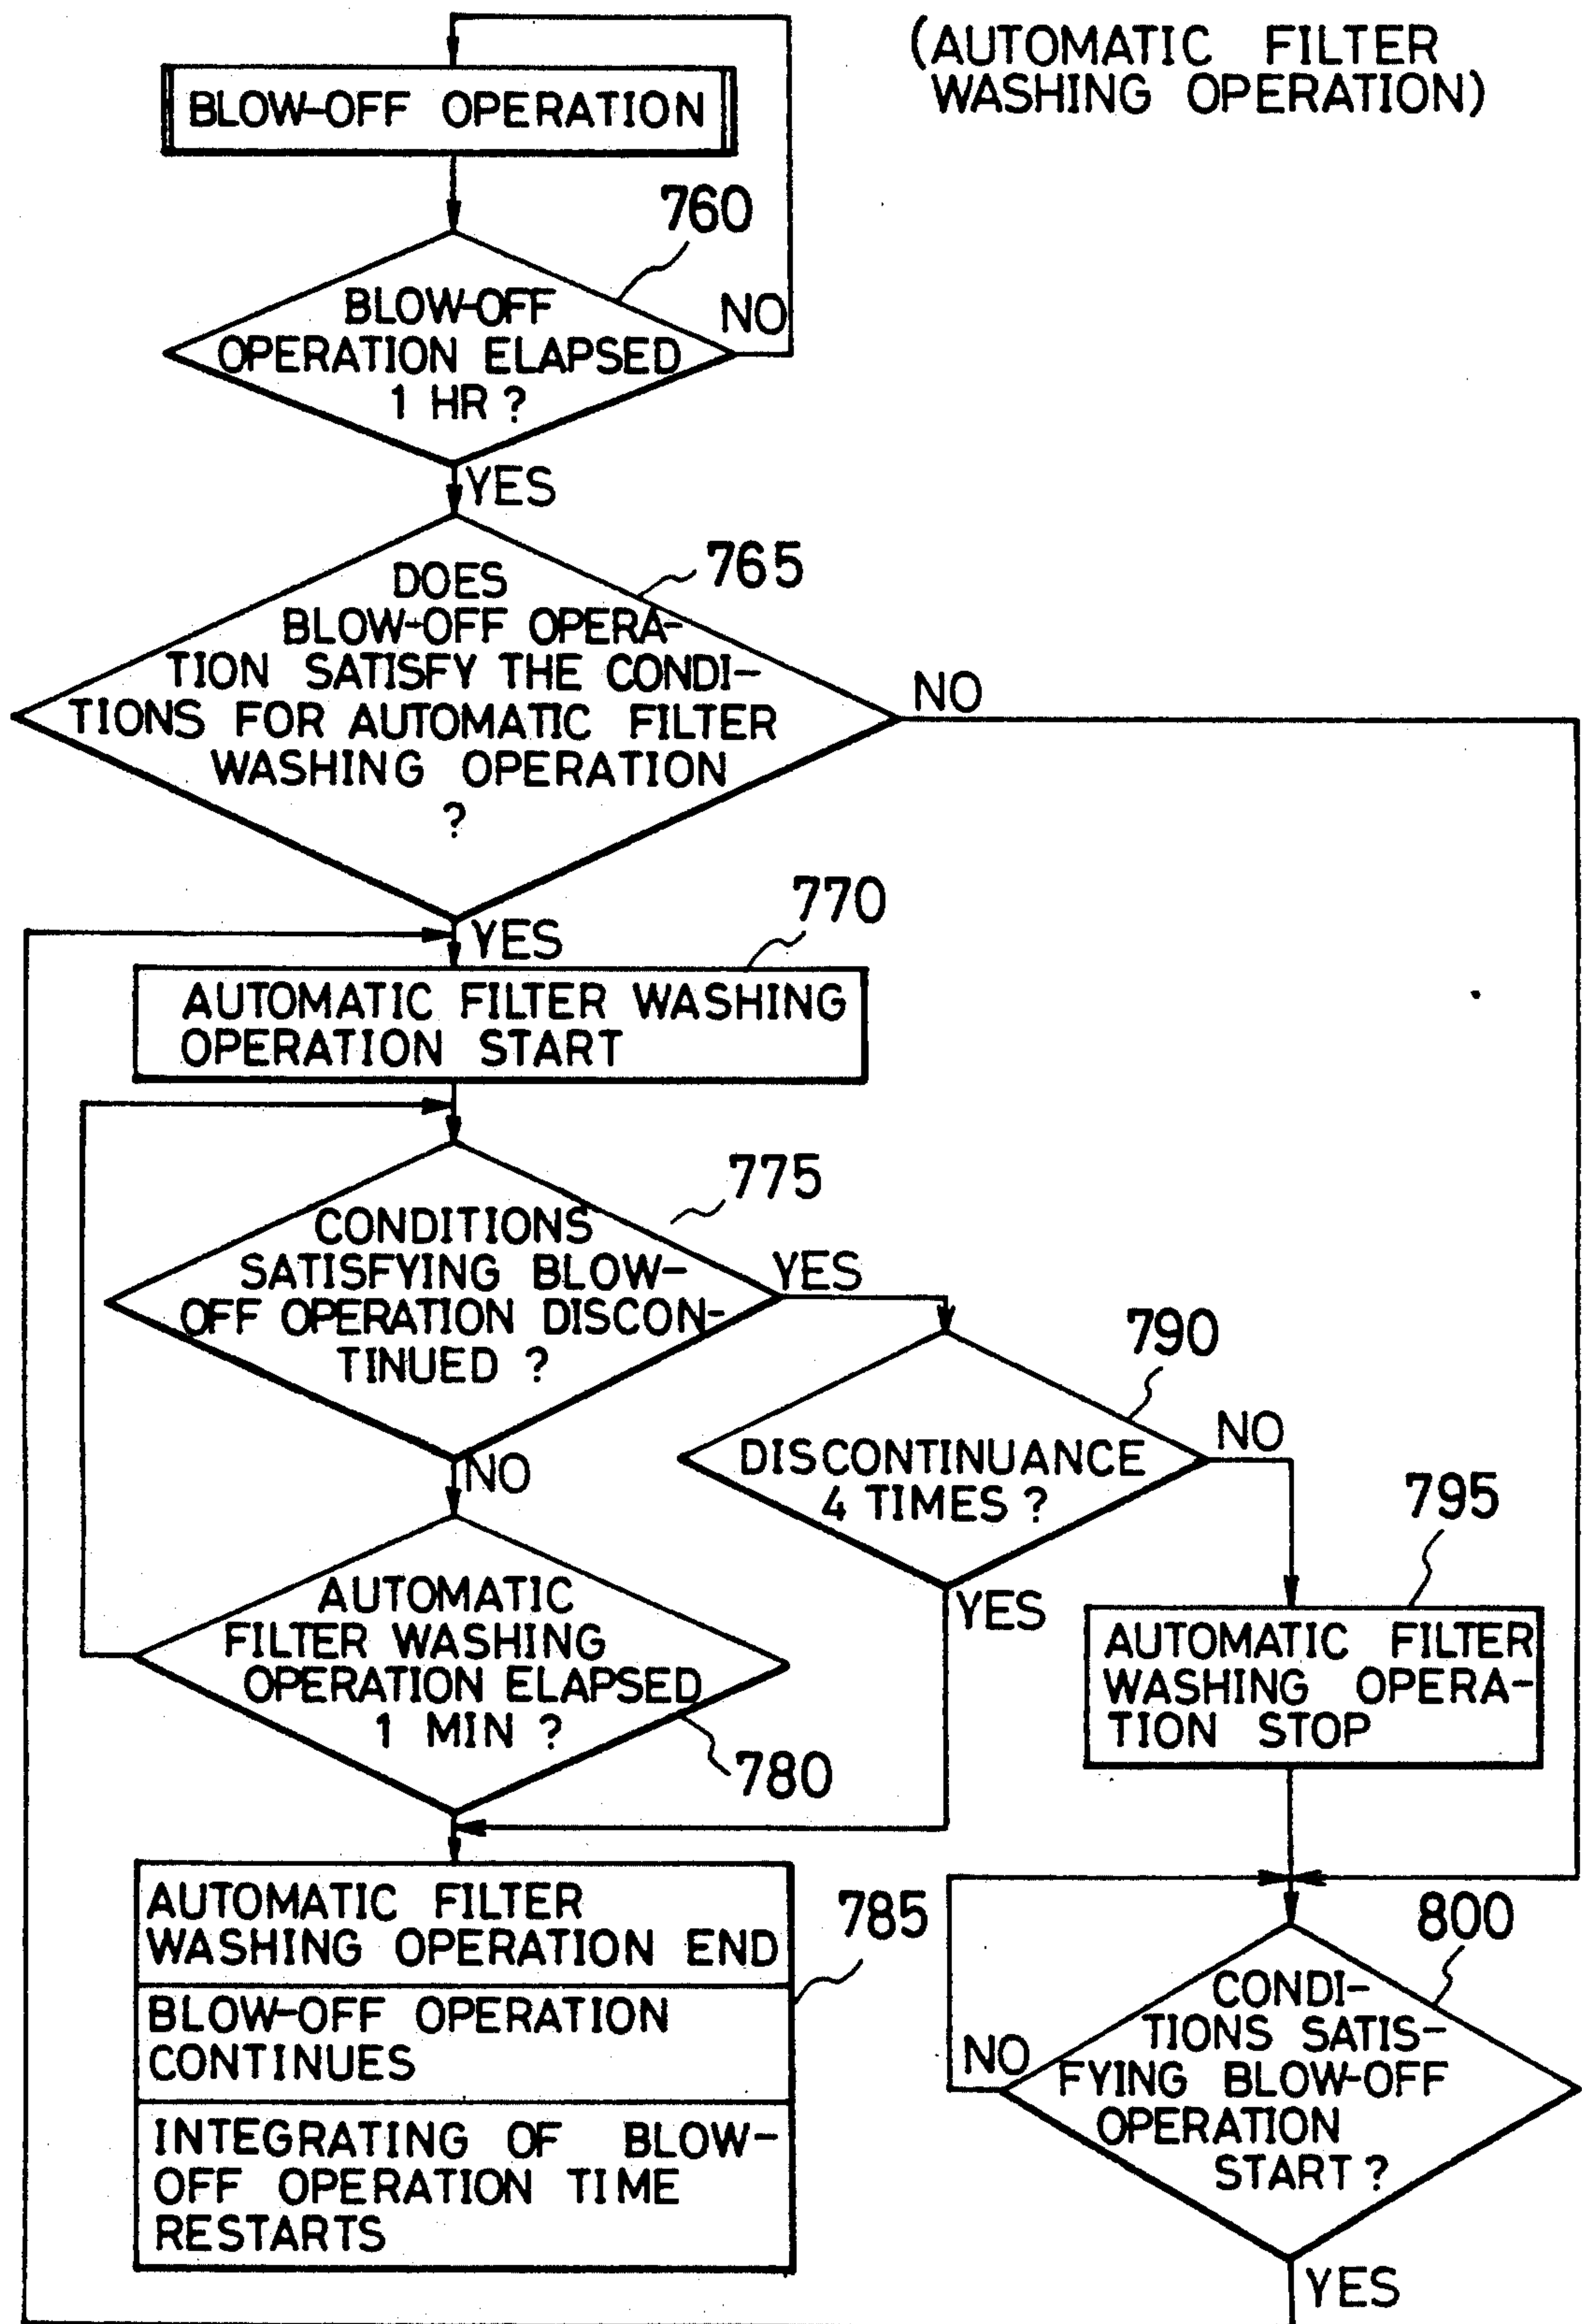 (AUTOMATIC FILTER
WASHING OPERATION)
BLOW-OFF OPERATION
760
BLOW-OFF
OPERATION ELAPSED
1 HR ?
NO
YES
765
DOES
BLOW-OFF OPERA-
TION SATISFY THE CONDI-
TIONS FOR AUTOMATIC FILTER
WASHING OPERATION
?
NO
YES
770
AUTOMATIC FILTER WASHING
OPERATION START
775
CONDITIONS
SATISFYING BLOW-
OFF OPERATION DISCON-
TINUED ?
YES
NO
790
DISCONTINUANCE
4 TIMES ?
NO
YES
795
AUTOMATIC FILTER
WASHING OPERA-
TION STOP
AUTOMATIC
FILTER WASHING
OPERATION ELAPSED
1 MIN ?
780
AUTOMATIC FILTER
WASHING OPERATION END
BLOW-OFF OPERATION
CONTINUES
INTEGRATING OF BLOW-
OFF OPERATION TIME
RESTARTS
785
800
CONDI-
TIONS SATIS-
FYING BLOW-OFF
OPERATION
START ?
NO
YES